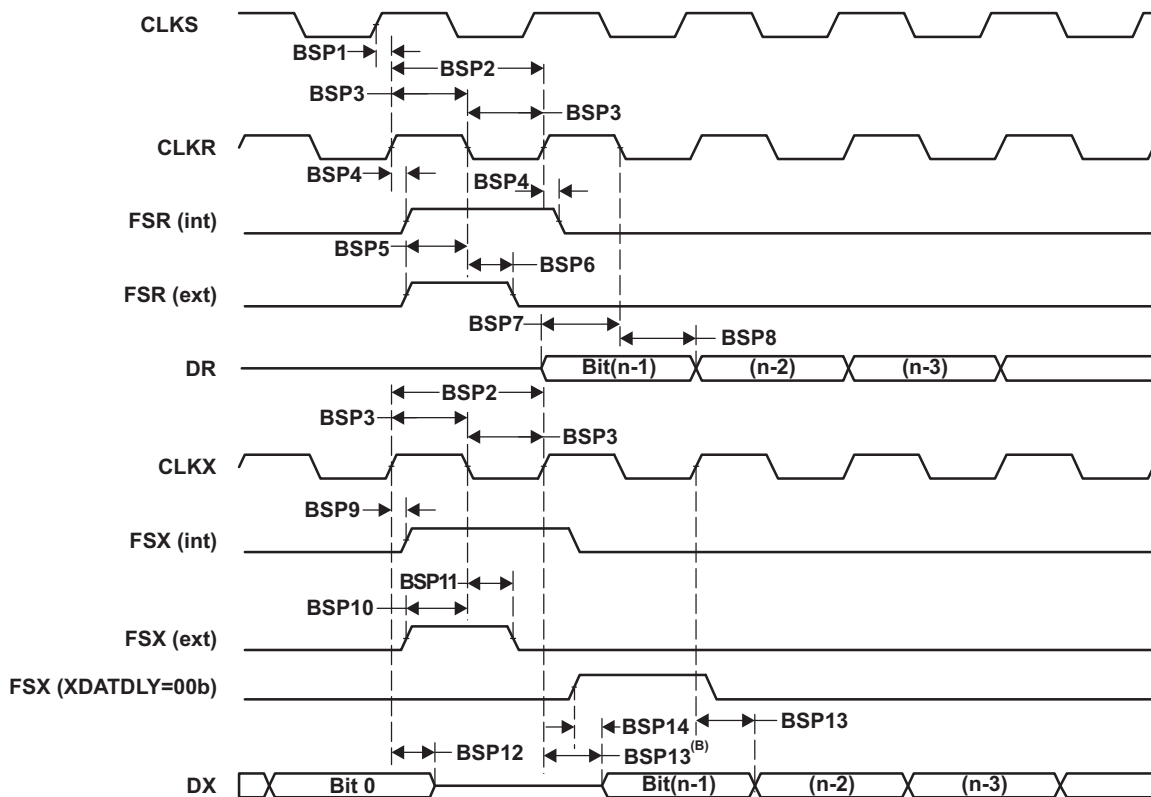 CLKS
BSP1
BSP2
BSP3
BSP3
CLKR
BSP4
BSP4
FSR (int)
BSP5
BSP6
FSR (ext)
BSP7
BSP8
DR
Bit(n-1)
(n-2)
(n-3)
BSP2
BSP3
BSP3
CLKX
BSP9
FSX (int)
BSP11
BSP10
FSX (ext)
FSX (XDATDLY=00b)
BSP14
BSP13
BSP12
BSP13(B)
DX
Bit 0
Bit(n-1)
(n-2)
(n-3)